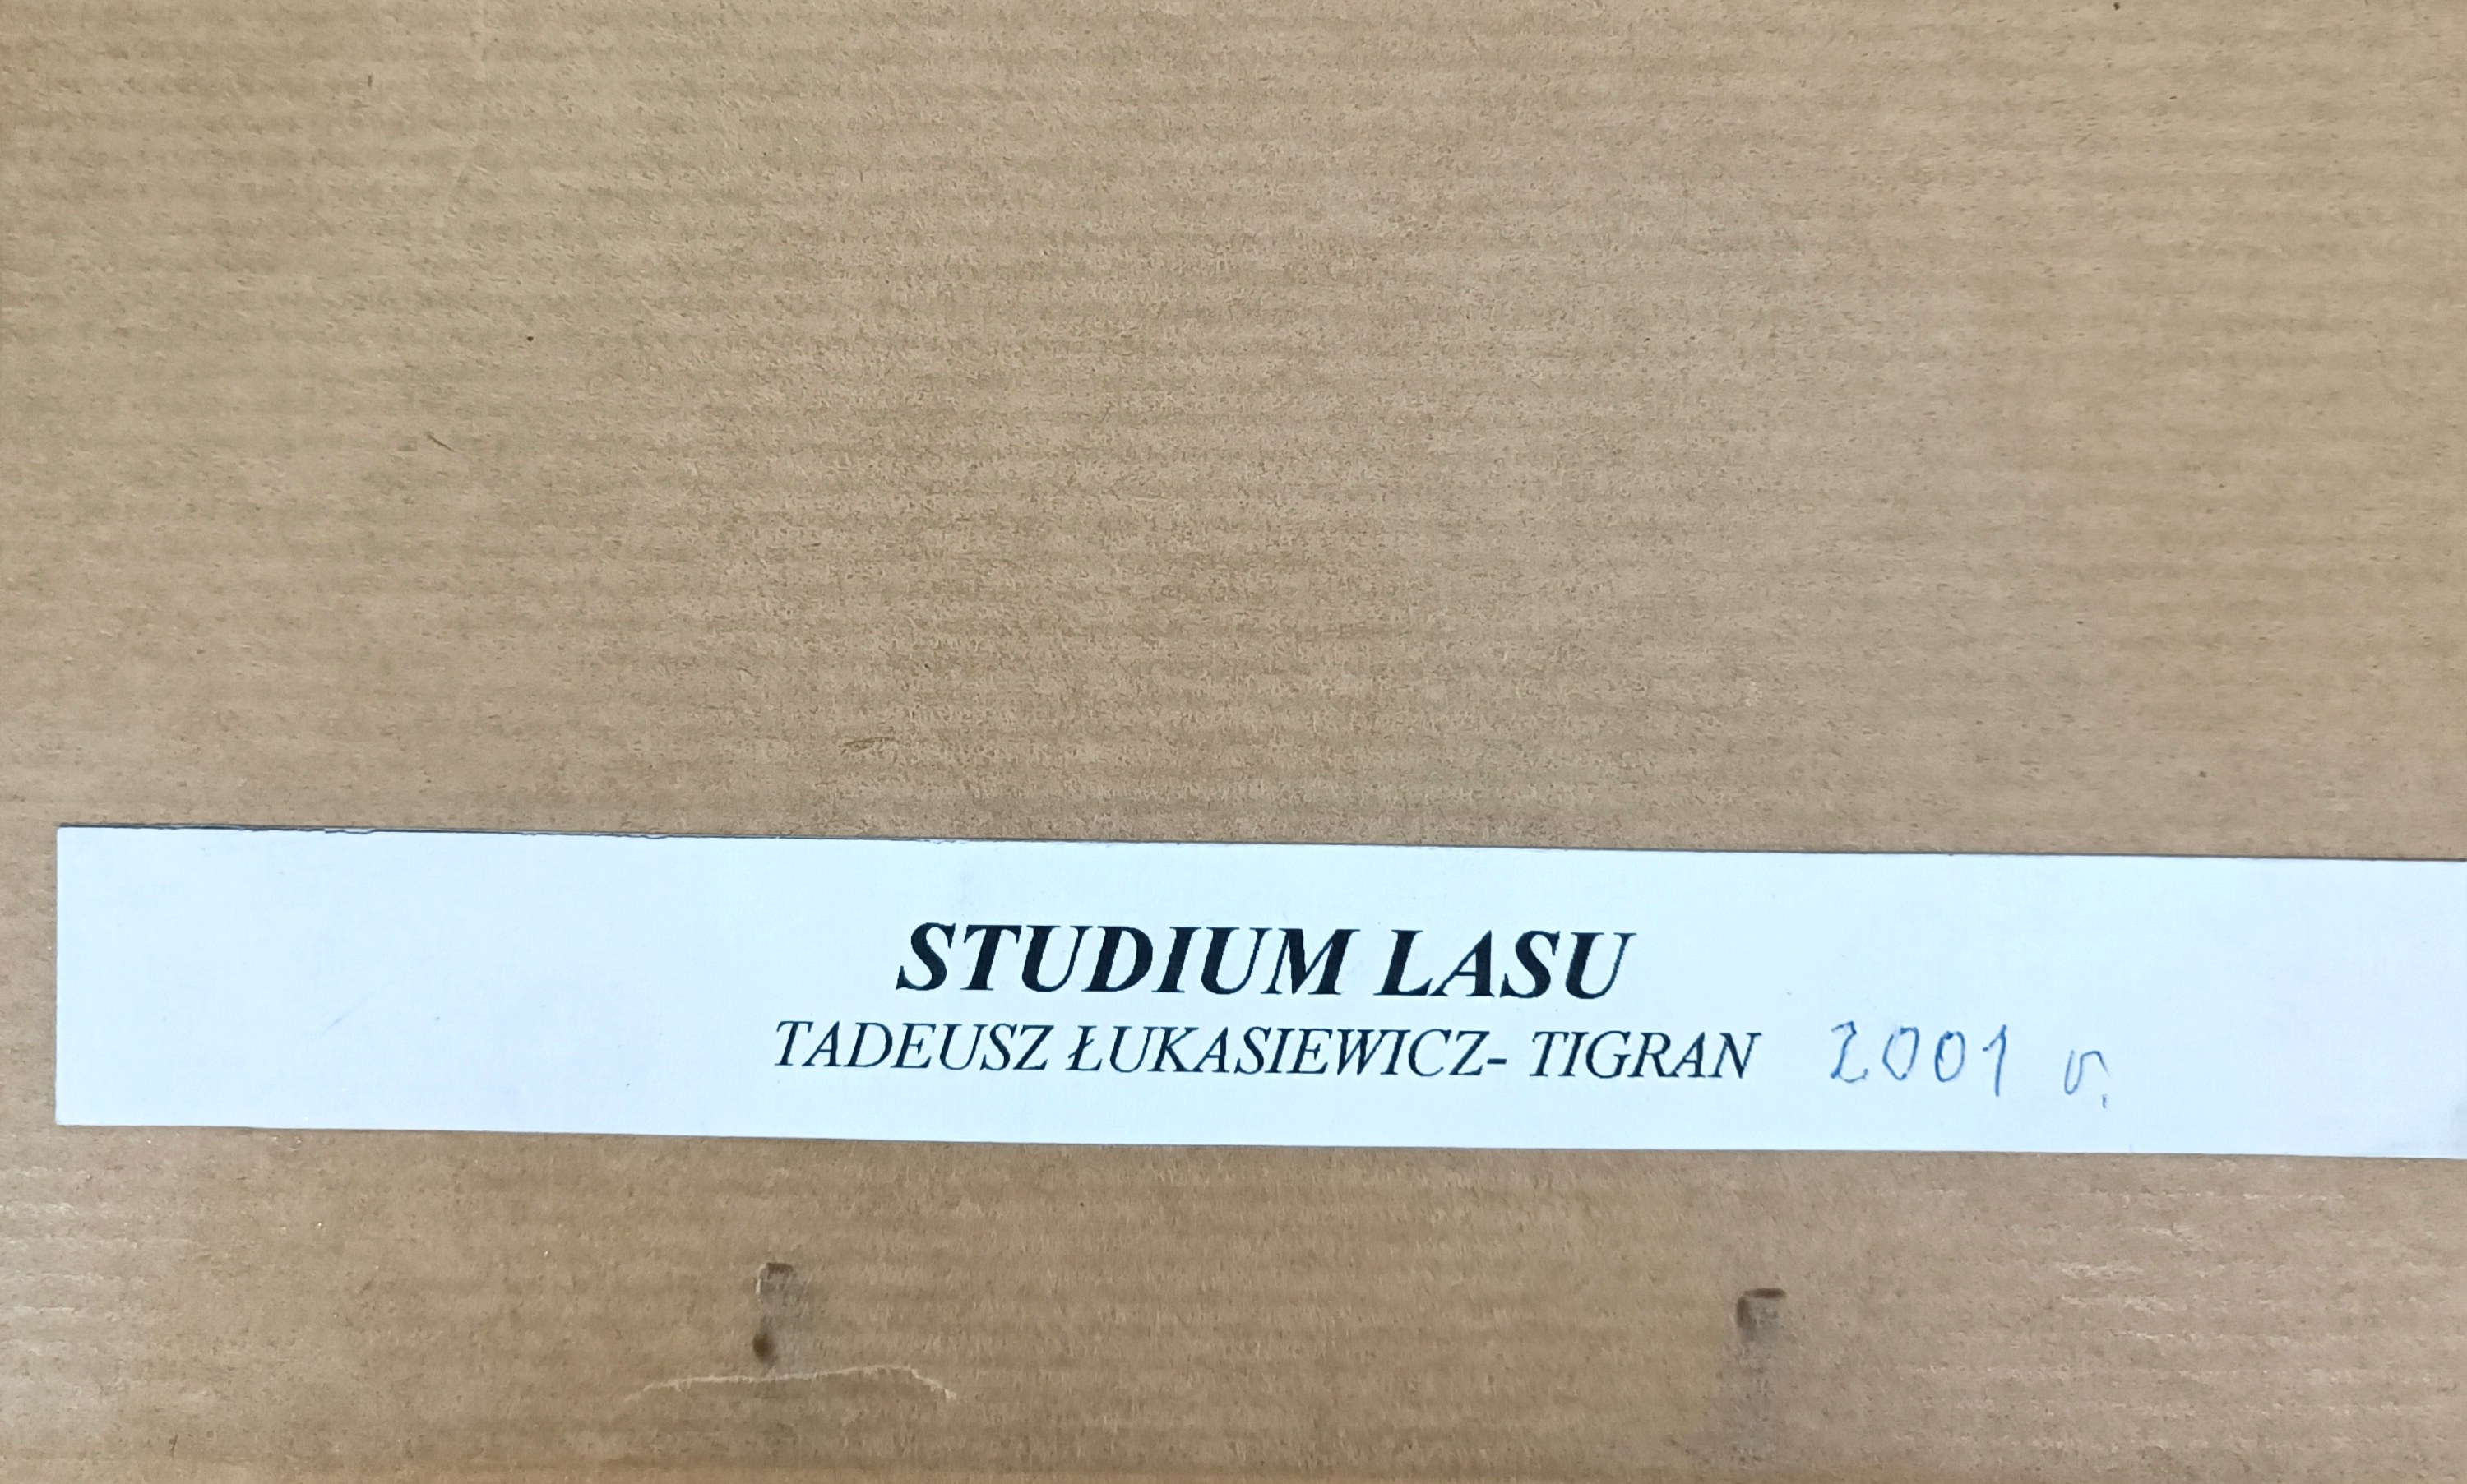 STUDIUM LASU
TADEUSZ ŁUKASIEWICZ- TIGRAN 2001 r.